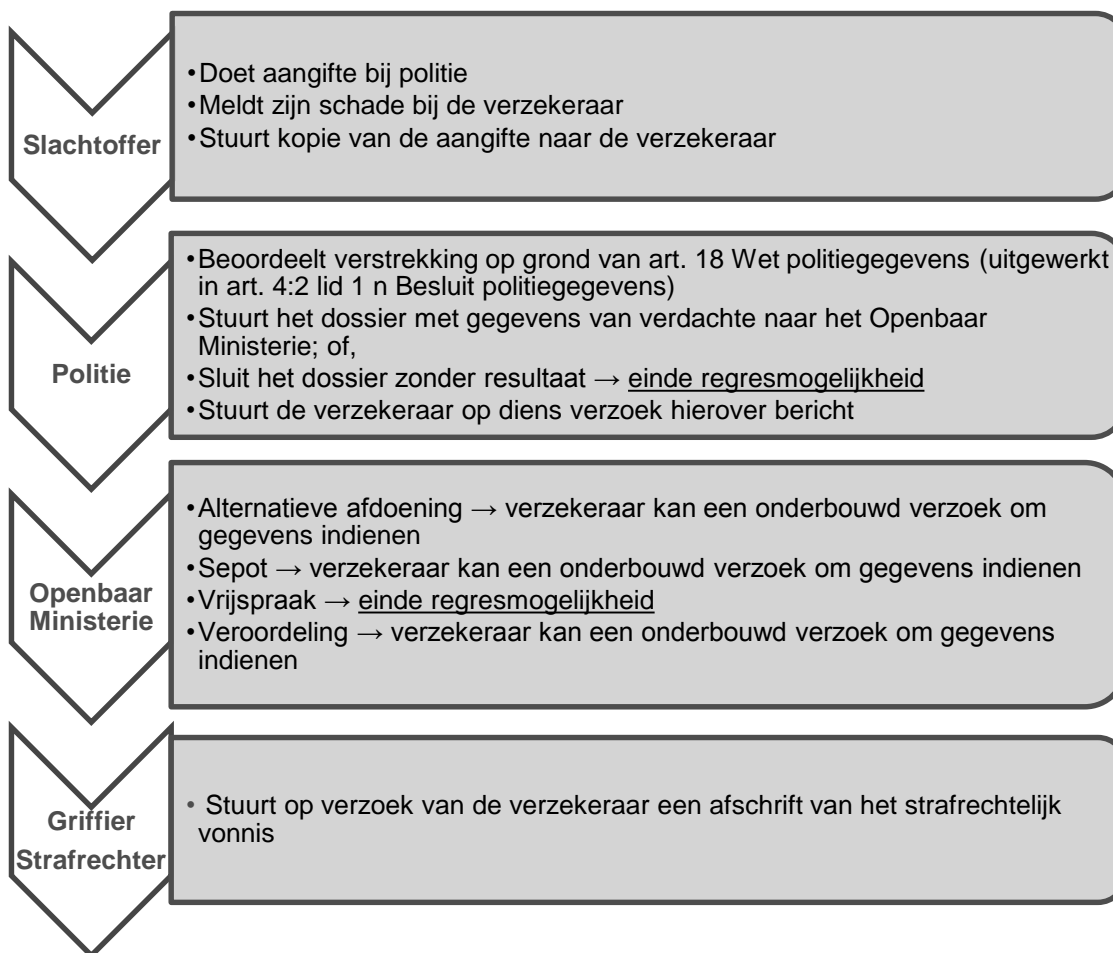 Slachtoffer
•Doet aangifte bij politie
•Meldt zijn schade bij de verzekeraar
•Stuurt kopie van de aangifte naar de verzekeraar
Politie
•Beoordeelt verstrekking op grond van art. 18 Wet politiegegevens (uitgewerkt
in art. 4:2 lid 1 n Besluit politiegegevens)
•Stuurt het dossier met gegevens van verdachte naar het Openbaar
Ministerie; of,
•Sluit het dossier zonder resultaat → einde regresmogelijkheid
•Stuurt de verzekeraar op diens verzoek hierover bericht
Openbaar
Ministerie
•Alternatieve afdoening → verzekeraar kan een onderbouwd verzoek om
gegevens indienen
•Sepot → verzekeraar kan een onderbouwd verzoek om gegevens indienen
•Vrijspraak → einde regresmogelijkheid
•Veroordeling → verzekeraar kan een onderbouwd verzoek om gegevens
indienen
Griffier
Strafrechter
• Stuurt op verzoek van de verzekeraar een afschrift van het strafrechtelijk
vonnis